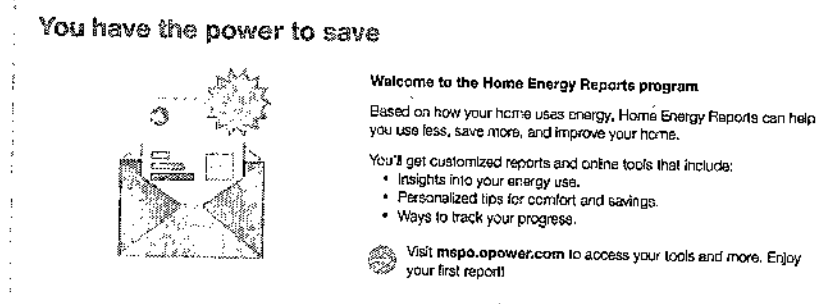 You have the power to save
Welcome to the Home Energy Reports program
Based on how your home uses energy, Home Energy Reports can help
you use less, save more, and improve your home.
You'll get customized reports and online tools that include:
• Insights into your energy use.
• Personalized tips for comfort and savings.
• Ways to track your progress.
Visit mspo.opower.com to access your tools and more. Enjoy
your first report!